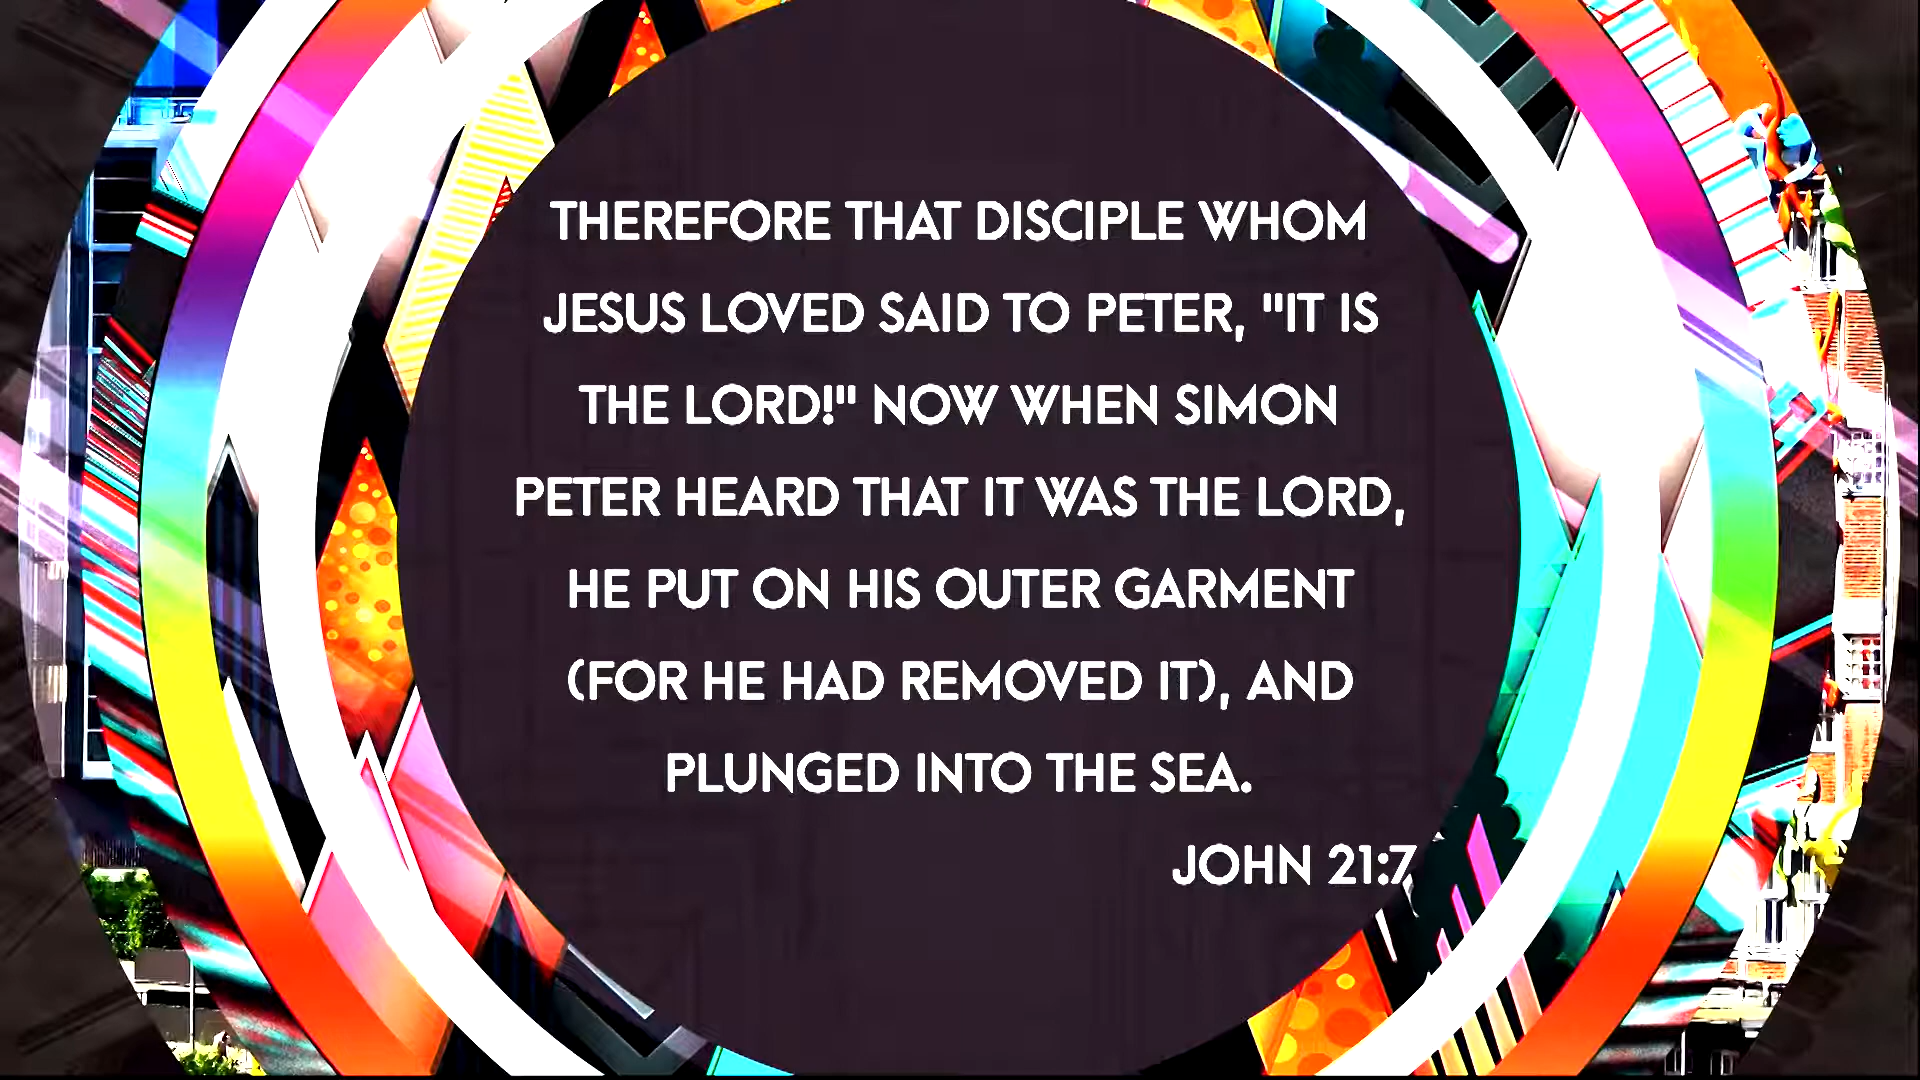 THEREFORE THAT DISCIPLE WHOM
JESUS LOVED SAID TO PETER, "IT IS
THE LORD!" NOW WHEN SIMON
PETER HEARD THAT IT WAS THE LORD,
HE PUT ON HIS OUTER GARMENT
(FOR HE HAD REMOVED IT), AND
PLUNGED INTO THE SEA.
JOHN 21:7